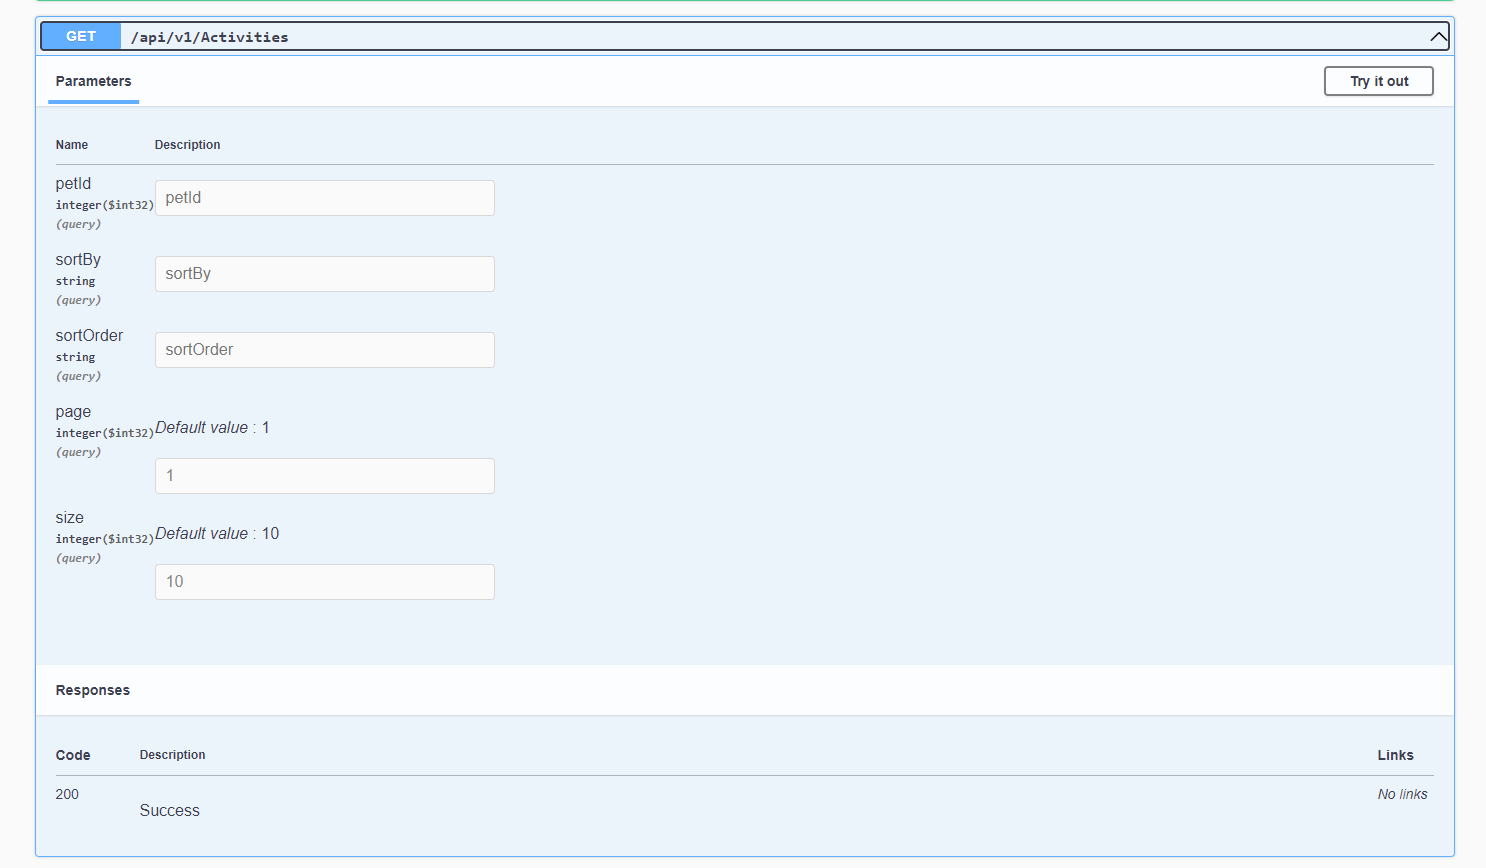 GET /api/v1/Activities
Parameters
Try it out
Name Description
petId
integer($int32)
(query)
petId
sortBy
string
(query)
sortBy
sortOrder
string
(query)
sortOrder
page
integer($int32)
(query)
Default value : 1
1
size
integer($int32)
(query)
Default value : 10
10
Responses
Code Description Links
200 Success No links